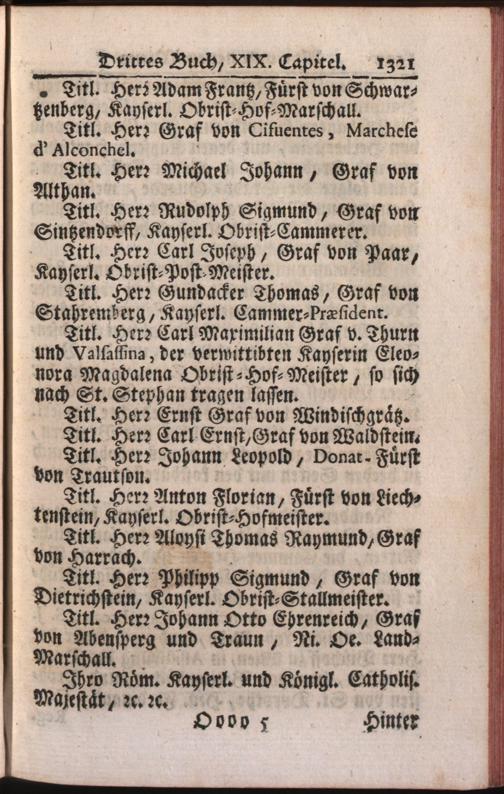 Drittes Buch, XIX. Capitel. 1321
Titl. Herr Adam Frantz, Fürst von Schwar-
tzenberg, Kayserl. Obrist-Hof-Marschall.
Titl. Herr Graf von Cifuentes, Marchese
d'Alconchel.
Titl. Herr Michael Johann, Graf von
Althan.
Titl. Herr Rudolph Sigmund, Graf von
Sintzendorff, Kayserl. Obrist-Cammerer.
Titl. Herr Carl Joseph, Graf von Paar,
Kayserl. Obrist-Post-Meister.
Titl. Herr Gundacker Thomas, Graf von
Stahremberg, Kayserl. Cammer-Præsident.
Titl. Herr Carl Maximilian Graf v. Thurn
und Valsassina, der verwittibten Kayserin Eleo-
nora Magdalena Obrist-Hof-Meister, so sich
nach St. Stephan tragen lassen.
Titl. Herr Ernst Graf von Windischgrätz.
Titl. Herr Carl Ernst, Graf von Waldstein.
Titl. Herr Johann Leopold, Donat-Fürst
von Trautson.
Titl. Herr Anton Florian, Fürst von Liech-
tenstein, Kayserl. Obrist-Hofmeister.
Titl. Herr Aloysi Thomas Raymund, Graf
von Harrach.
Titl. Herr Philipp Sigmund, Graf von
Dietrichstein, Kayserl. Obrist-Stallmeister.
Titl. Herr Johann Otto Ehrenreich, Graf
von Abensperg und Traun, Ni. Oe. Land-
Marschall.
Ihro Röm. Kayserl. und Königl. Catholis.
Majestät, ꝛc. ꝛc.
Oooo 5 Hinter